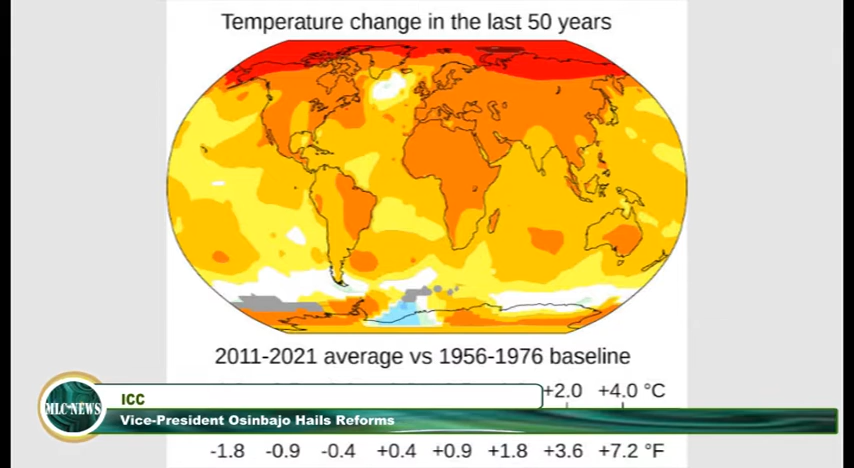 Temperature change in the last 50 years
2011-2021 average vs 1956-1976 baseline
+2.0 +4.0 °C
ICC
MLC NEWS
Vice-President Osinbajo Hails Reforms
-1.8 -0.9 -0.4 +0.4 +0.9 +1.8 +3.6 +7.2 °F